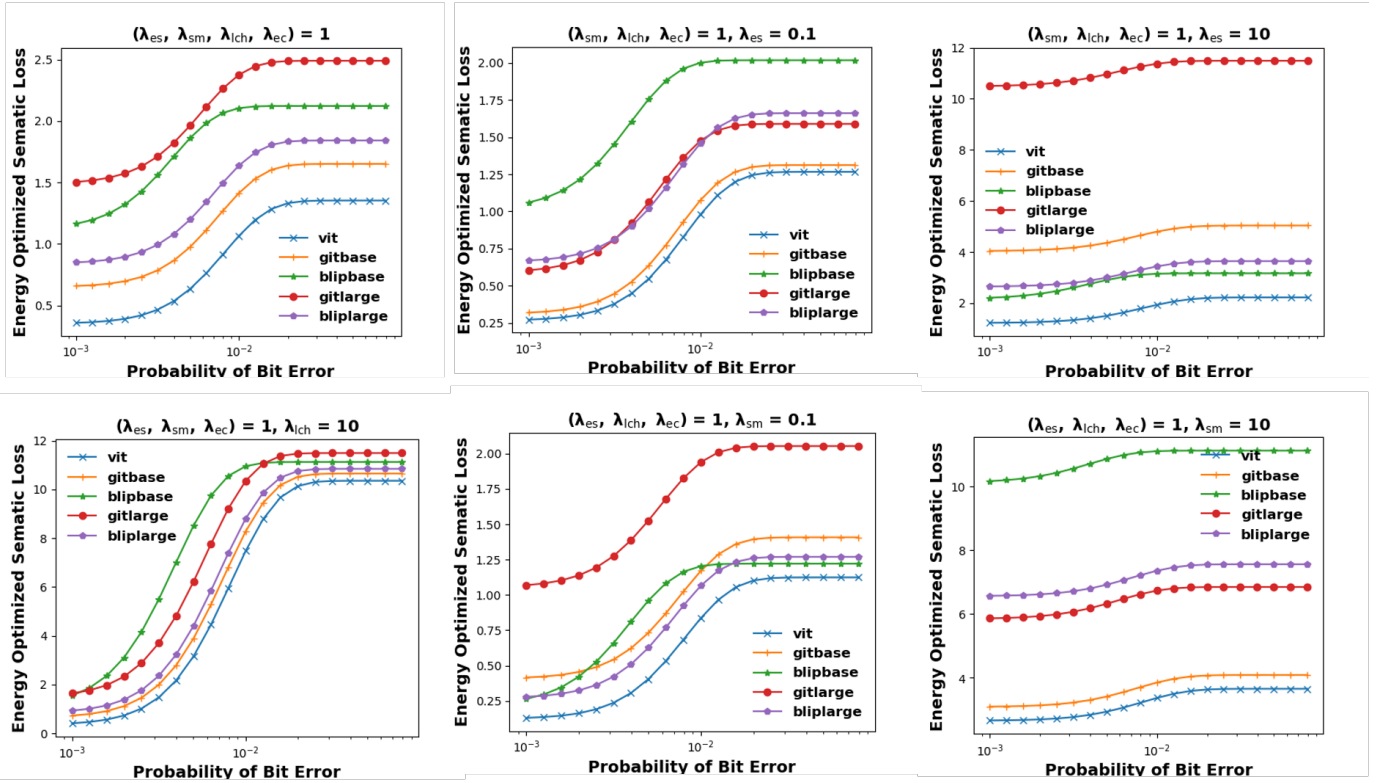 (λes, λsm, λlch, λec) = 1
Energy Optimized Sematic Loss
2.5
2.0
1.5
1.0
0.5
vit
gitbase
blipbase
gitlarge
bliplarge
10⁻³
10⁻²
Probability of Bit Error
(λsm, λlch, λec) = 1, λes = 0.1
Energy Optimized Sematic Loss
2.00
1.75
1.50
1.25
1.00
0.75
0.50
0.25
vit
gitbase
blipbase
gitlarge
bliplarge
10⁻³
10⁻²
Probability of Bit Error
(λsm, λlch, λec) = 1, λes = 10
Energy Optimized Sematic Loss
12
10
8
6
4
2
vit
gitbase
blipbase
gitlarge
bliplarge
10⁻³
10⁻²
Probability of Bit Error
(λes, λsm, λec) = 1, λlch = 10
Energy Optimized Sematic Loss
12
10
8
6
4
2
0
vit
gitbase
blipbase
gitlarge
bliplarge
10⁻³
10⁻²
Probability of Bit Error
(λes, λlch, λec) = 1, λsm = 0.1
Energy Optimized Sematic Loss
2.00
1.75
1.50
1.25
1.00
0.75
0.50
0.25
vit
gitbase
blipbase
gitlarge
bliplarge
10⁻³
10⁻²
Probability of Bit Error
(λes, λlch, λec) = 1, λsm = 10
Energy Optimized Sematic Loss
10
8
6
4
vit
gitbase
blipbase
gitlarge
bliplarge
10⁻³
10⁻²
Probability of Bit Error